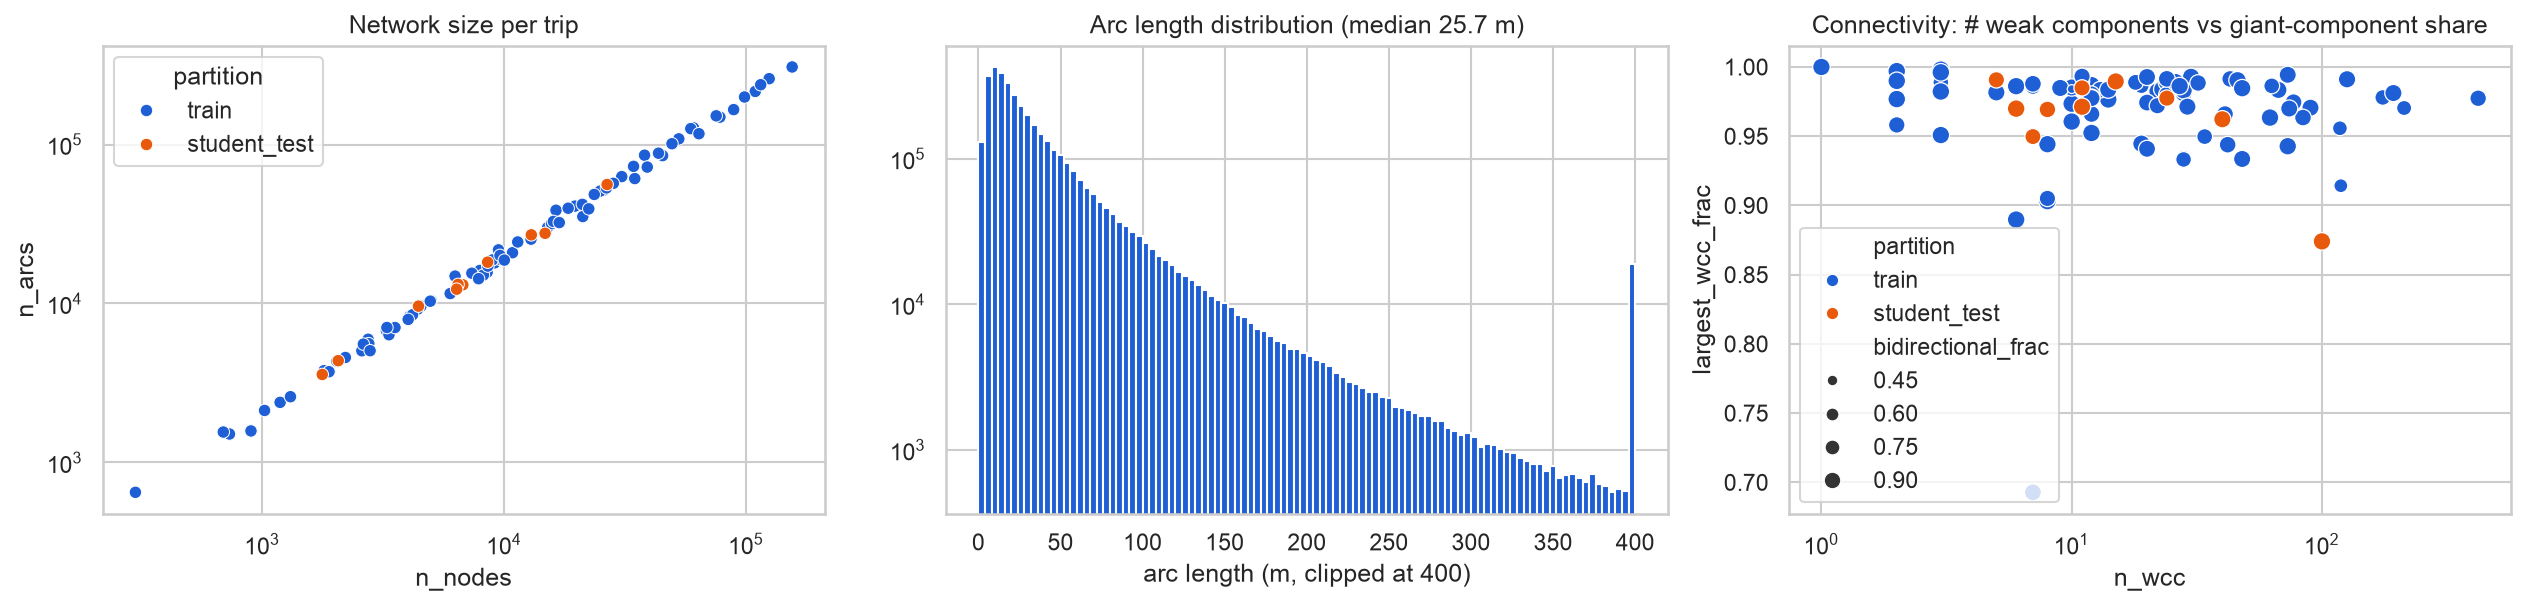 Network size per trip
partition
train
student_test
n_arcs
10^5
10^4
10^3
10^3 10^4 10^5
n_nodes
Arc length distribution (median 25.7 m)
10^5
10^4
10^3
0 50 100 150 200 250 300 350 400
arc length (m, clipped at 400)
Connectivity: # weak components vs giant-component share
largest_wcc_frac
1.00
0.95
0.90
0.85
0.80
0.75
0.70
partition
train
student_test
bidirectional_frac
0.45
0.60
0.75
0.90
10^0 10^1 10^2
n_wcc